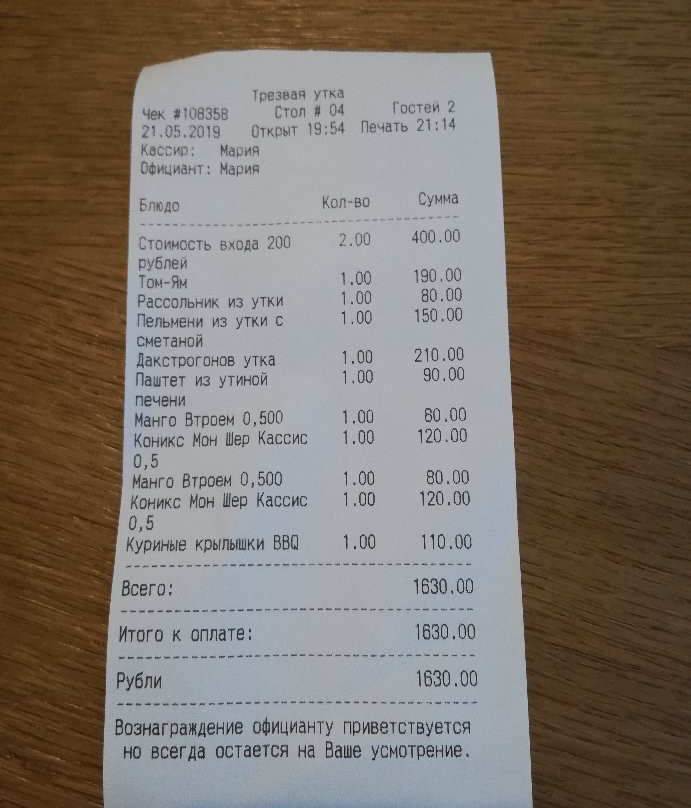 Трезвая утка
Чек #108358 Стол # 04 Гостей 2
21.05.2019 Открыт 19:54 Печать 21:14
Кассир: Мария
Официант: Мария
Блюдо Кол-во Сумма
Стоимость входа 200 2.00 400.00
рублей
Том-Ям 1.00 190.00
Рассольник из утки 1.00 80.00
Пельмени из утки с 1.00 150.00
сметаной
Дакстрогонов утка 1.00 210.00
Паштет из утиной 1.00 90.00
печени
Манго Втроем 0,500 1.00 80.00
Коникс Мон Шер Кассис 1.00 120.00
0,5
Манго Втроем 0,500 1.00 80.00
Коникс Мон Шер Кассис 1.00 120.00
0,5
Куриные крылышки BBQ 1.00 110.00
Всего: 1630.00
Итого к оплате: 1630.00
Рубли 1630.00
Вознаграждение официанту приветствуется
но всегда остается на Ваше усмотрение.